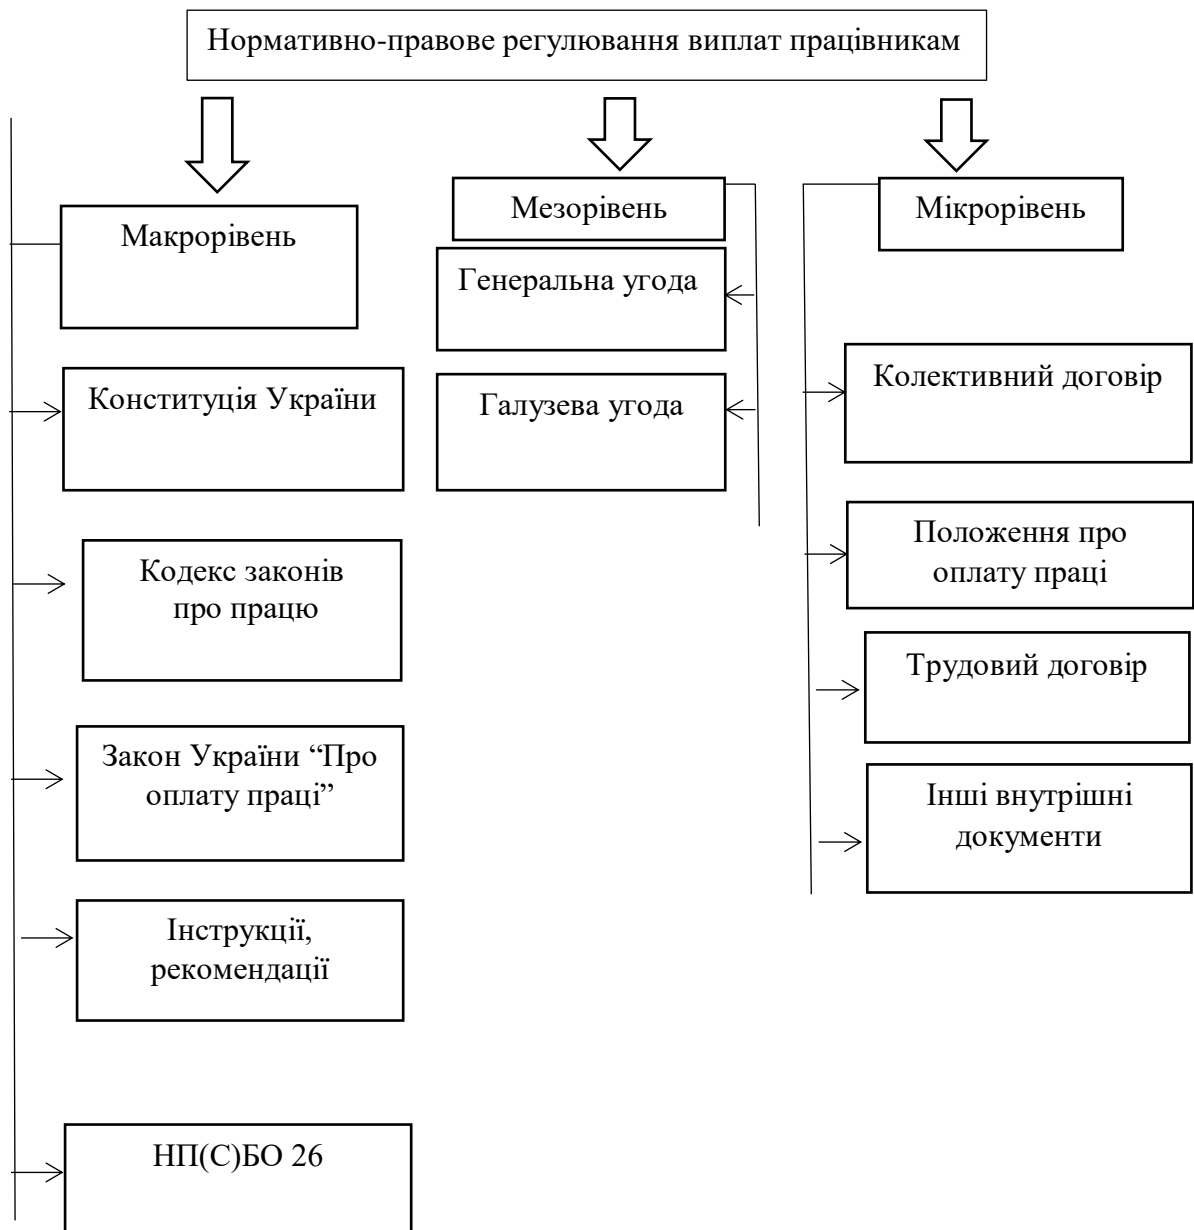 Нормативно-правове регулювання виплат працівникам
Макрорівень
Конституція України
Кодекс законів
про працю
Закон України “Про
оплату праці”
Інструкції,
рекомендації
НП(С)БО 26
Мезорівень
Генеральна угода
Галузева угода
Мікрорівень
Колективний договір
Положення про
оплату праці
Трудовий договір
Інші внутрішні
документи